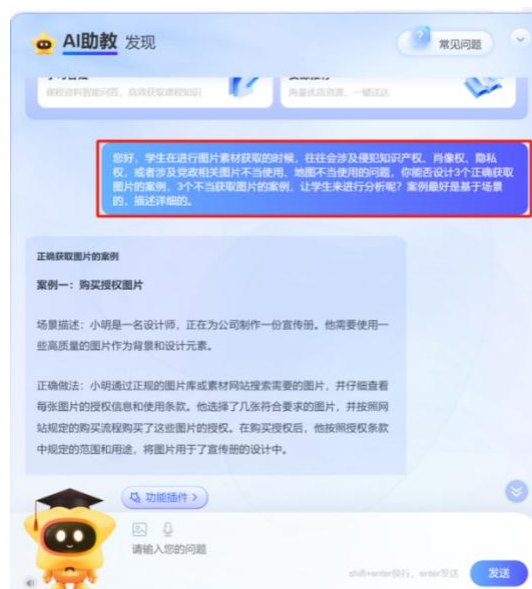 AI助教 发现
常见问题
课程资料智能问答，高效获取课程知识
海量优质资源，一键送达
您好，学生在进行图片素材获取的时候，往往会涉及侵犯知识产权、肖像权、隐私
权，或者涉及党政相关图片不当使用、地图不当使用的问题，你能否设计3个正确获取
图片的案例，3个不当获取图片的案例，让学生来进行分析呢？案例最好是基于场景
的，描述详细的。
正确获取图片的案例
案例一：购买授权图片
场景描述：小明是一名设计师，正在为公司制作一份宣传册。他需要使用一
些高质量的图片作为背景和设计元素。
正确做法：小明通过正规的图片库或素材网站搜索需要的图片，并仔细查看
每张图片的授权信息和使用条款。他选择了几张符合要求的图片，并按照网
站规定的购买流程购买了这些图片的授权。在购买授权后，他按照授权条款
中规定的范围和用途，将图片用于了宣传册的设计中。
功能插件 >
请输入您的问题
shift+enter换行，enter发送
发送